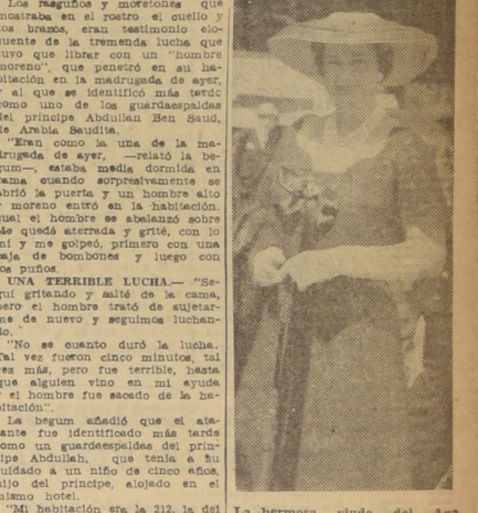 Los rasguños y moretones que
mostraba en el rostro el cuello y
los brazos, eran testimonio elo-
cuente de la tremenda lucha que
tuvo que librar con un "hombre
moreno", que penetró en su ha-
bitación en la madrugada de ayer,
y al que se identificó más tarde
como uno de los guardaespaldas
del príncipe Abdullah Ben Saud,
de Arabia Saudita.
"Eran como la una de la ma-
drugada de ayer, —relató la be-
gum—, estaba media dormida en
cama cuando sorpresivamente se
abrió la puerta y un hombre alto
y moreno entró en la habitación.
cual el hombre se abalanzó sobre
Me quedé aterrada y grité, con lo
mí y me golpeó, primero con una
caja de bombones y luego con
los puños.
UNA TERRIBLE LUCHA.— "Se-
guí gritando y salté de la cama,
pero el hombre trató de sujetar-
me de nuevo y seguimos luchan-
do.
"No se cuanto duró la lucha.
Tal vez fueron cinco minutos, tal
vez más, pero fue terrible, hasta
que alguien vino en mi ayuda
y el hombre fue sacado de la ha-
bitación".
La begum añadió que el ata-
cante fue identificado más tarde
como un guardaespaldas del prín-
cipe Abdullah, que tenía a su
cuidado a un niño de cinco años,
hijo del príncipe, alojado en el
mismo hotel.
"Mi habitación era la 212, la del
La hermosa viuda del Aga